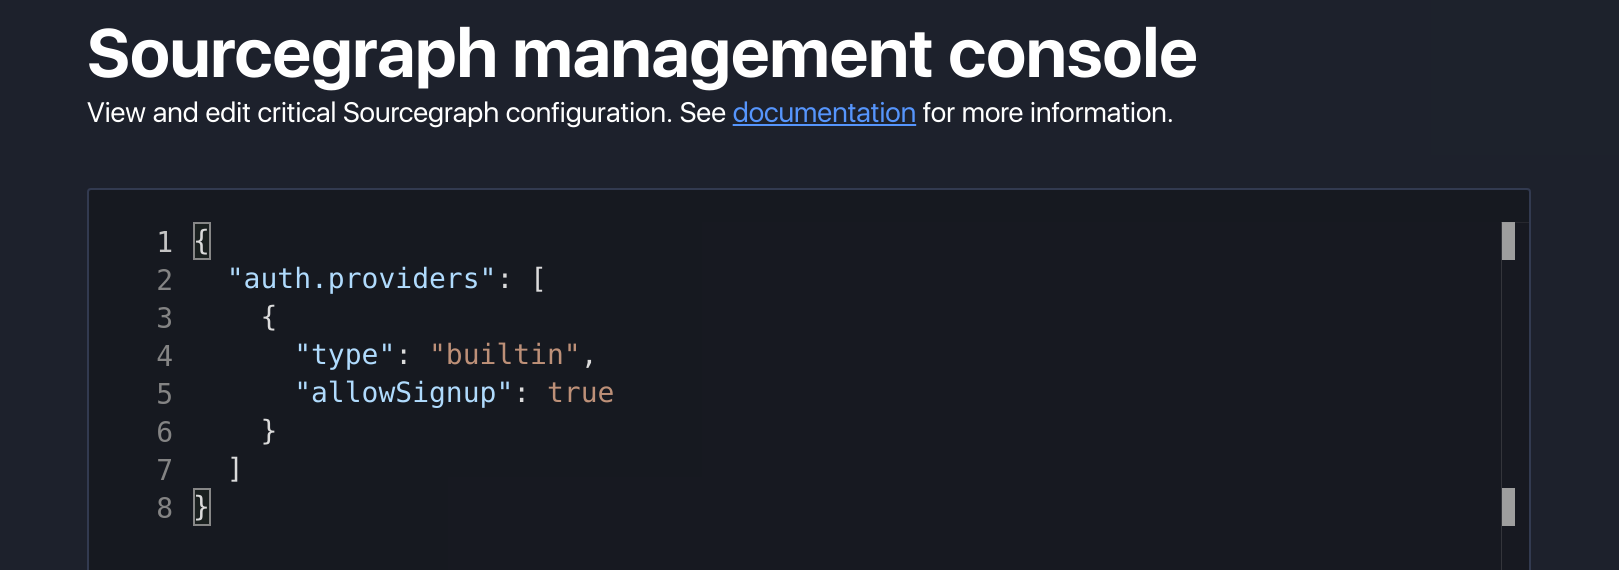 Sourcegraph management console
View and edit critical Sourcegraph configuration. See documentation for more information.
1 {
2   "auth.providers": [
3     {
4       "type": "builtin",
5       "allowSignup": true
6     }
7   ]
8 }